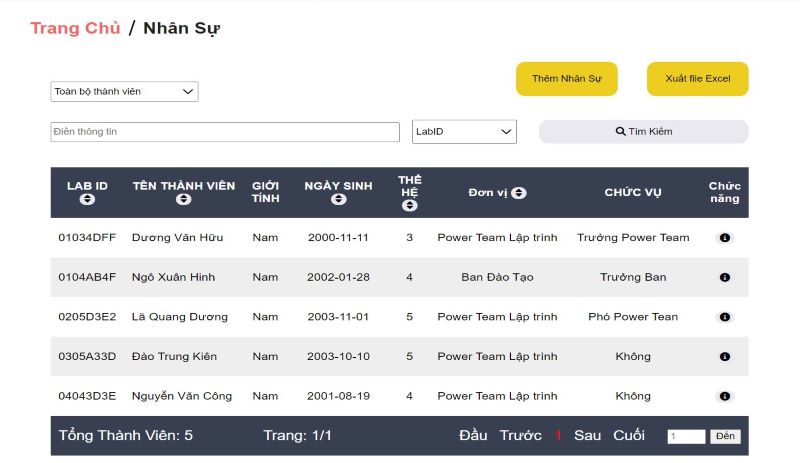 Trang Chủ / Nhân Sự
Toàn bộ thành viên
Thêm Nhân Sự
Xuất file Excel
Điền thông tin
LabID
Tìm Kiếm
LAB ID TÊN THÀNH VIÊN GIỚI TÍNH NGÀY SINH THẾ HỆ Đơn vị CHỨC VỤ Chức năng
01034DFF Dương Văn Hữu Nam 2000-11-11 3 Power Team Lập trình Trưởng Power Team
0104AB4F Ngô Xuân Hinh Nam 2002-01-28 4 Ban Đào Tạo Trưởng Ban
0205D3E2 Lã Quang Dương Nam 2003-11-01 5 Power Team Lập trình Phó Power Tean
0305A33D Đào Trung Kiên Nam 2003-10-10 5 Power Team Lập trình Không
04043D3E Nguyễn Văn Công Nam 2001-08-19 4 Power Team Lập trình Không
Tổng Thành Viên: 5 Trang: 1/1 Đầu Trước 1 Sau Cuối 1 Đến